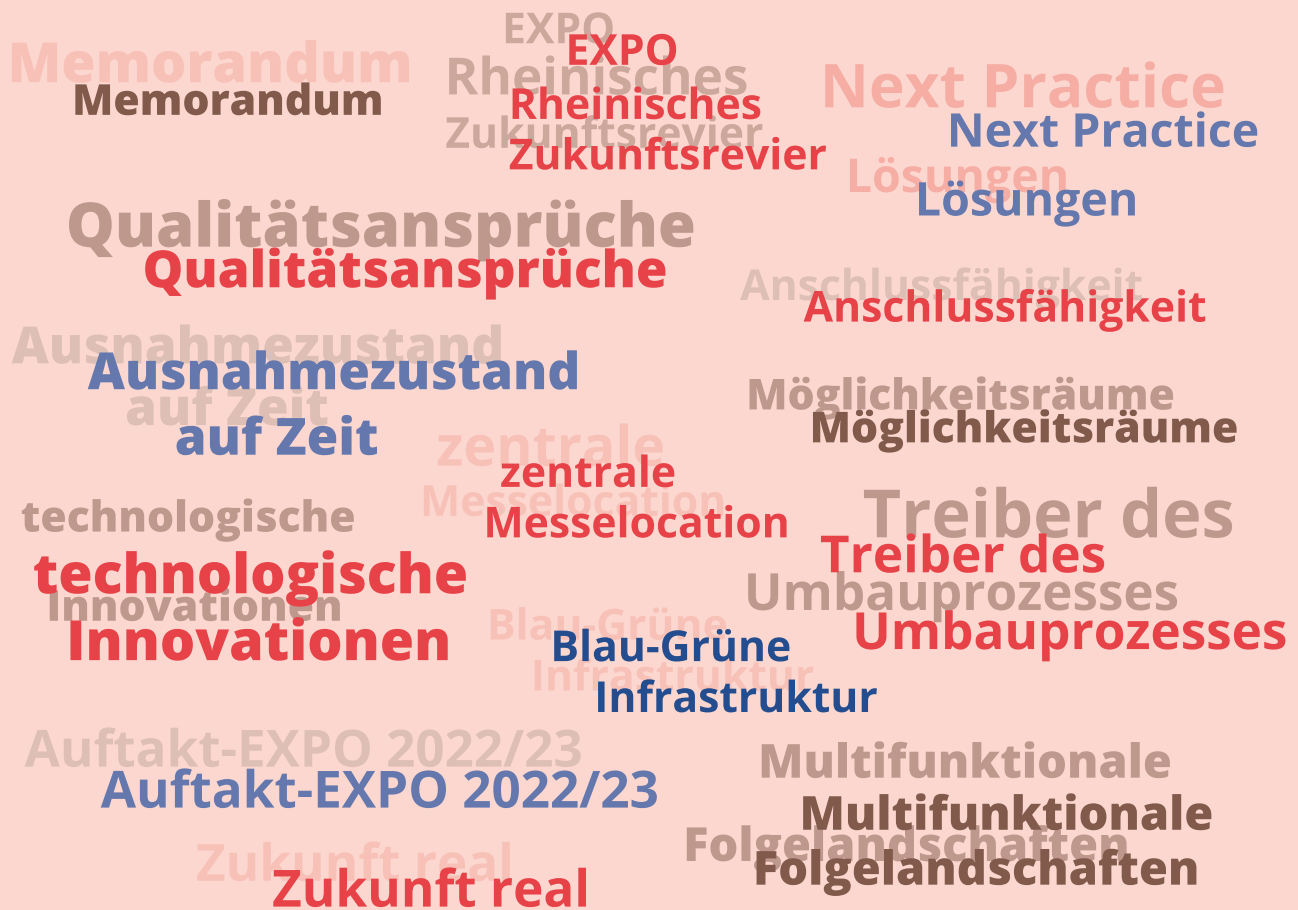 Memorandum
Memorandum
EXPO
EXPO
Rheinisches
Rheinisches
Zukunftsrevier
Zukunftsrevier
Next Practice
Next Practice
Lösungen
Lösungen
Qualitätsansprüche
Qualitätsansprüche
Anschlussfähigkeit
Anschlussfähigkeit
Ausnahmezustand
Ausnahmezustand
auf Zeit
auf Zeit
Möglichkeitsräume
Möglichkeitsräume
zentrale
zentrale
Messelocation
Messelocation
technologische
technologische
Innovationen
Innovationen
Treiber des
Treiber des
Umbauprozesses
Umbauprozesses
Blau-Grüne
Blau-Grüne
Infrastruktur
Infrastruktur
Auftakt-EXPO 2022/23
Auftakt-EXPO 2022/23
Multifunktionale
Multifunktionale
Folgelandschaften
Folgelandschaften
Zukunft real
Zukunft real